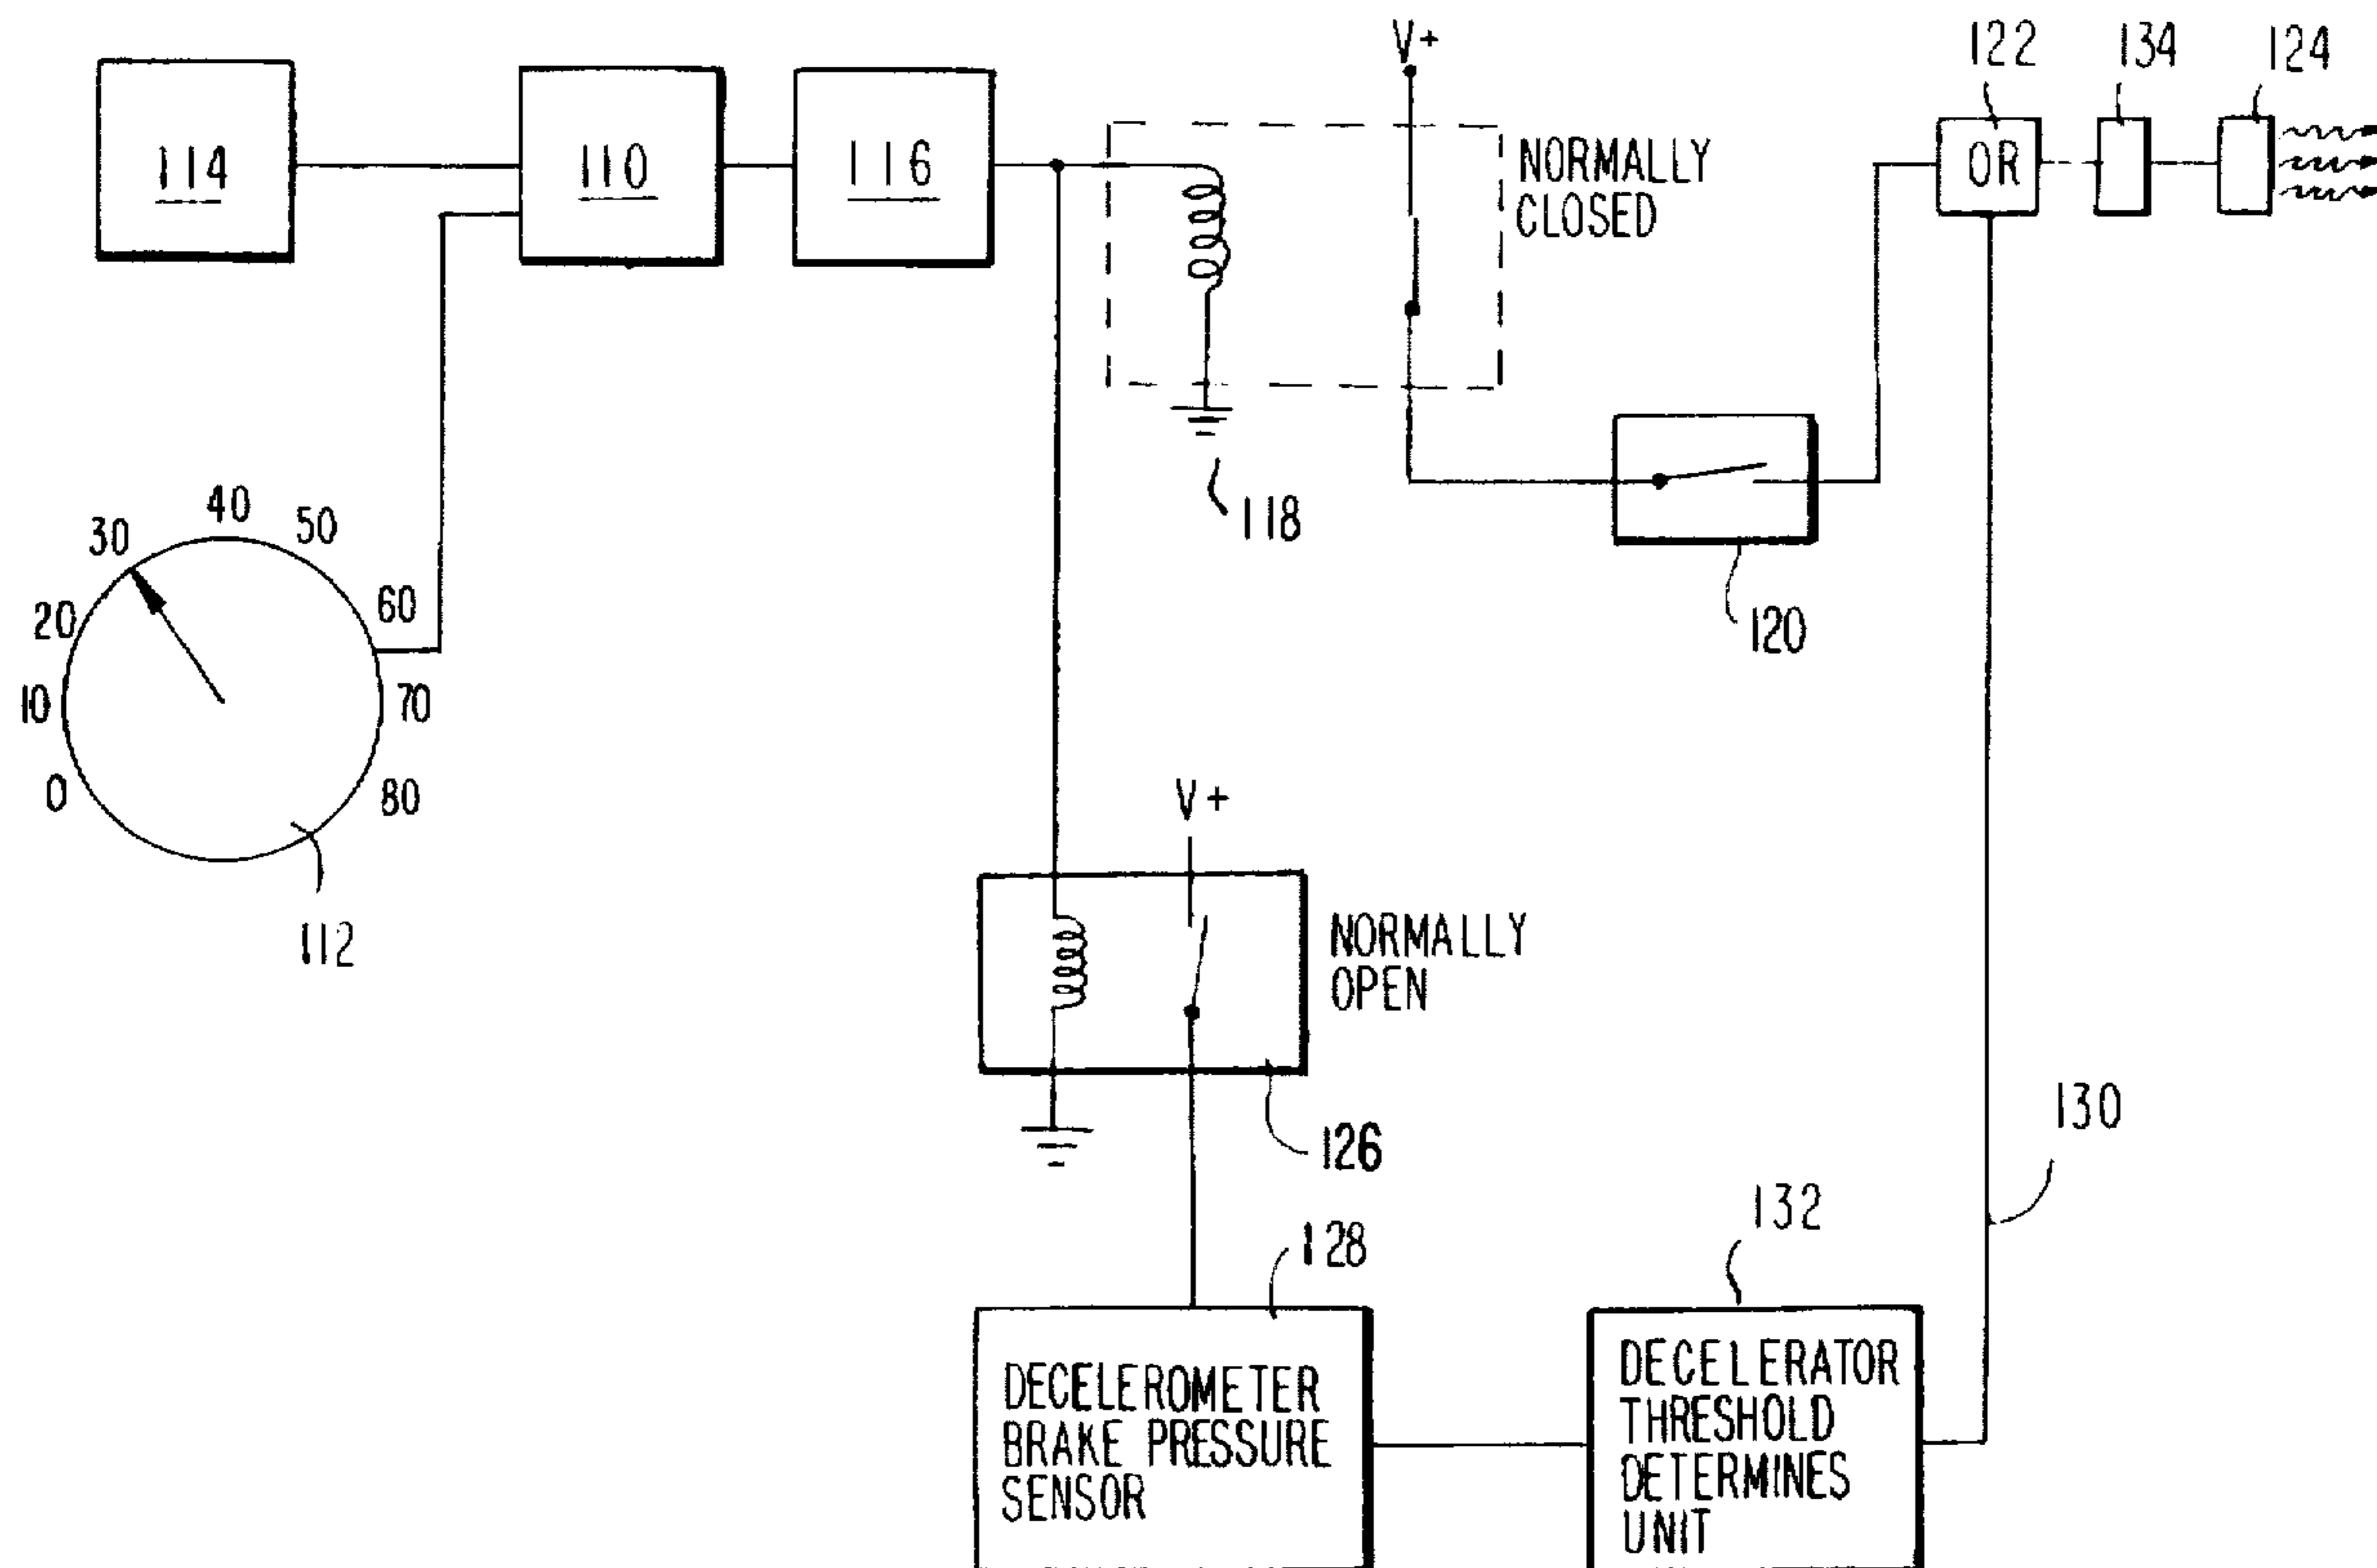 114
110
116
V+
NORMALLY
CLOSED
122
134
124
OR
118
120
0
10
20
30
40
50
60
70
80
112
V+
NORMALLY
OPEN
126
130
128
132
DECELEROMETER
BRAKE PRESSURE
SENSOR
DECELERATOR
THRESHOLD
DETERMINES
UNIT